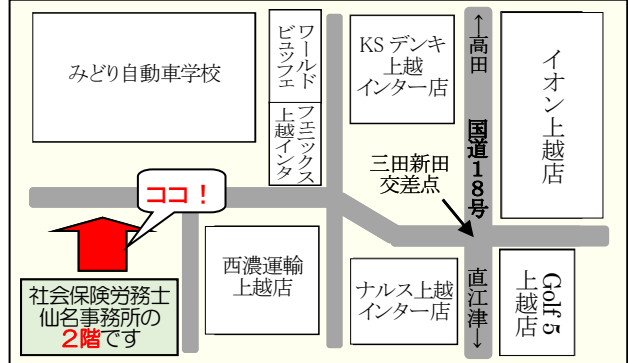 みどり自動車学校
ワールド
ビュッフェ
フェニックス
上越インタ
KSデンキ
上越
インター店
←高田
国道18号
直江津→
イオン上越店
三田新田
交差点
ココ！
西濃運輸
上越店
ナルス上越
インター店
Golf 5
上越店
社会保険労務士
仙名事務所の
2階です